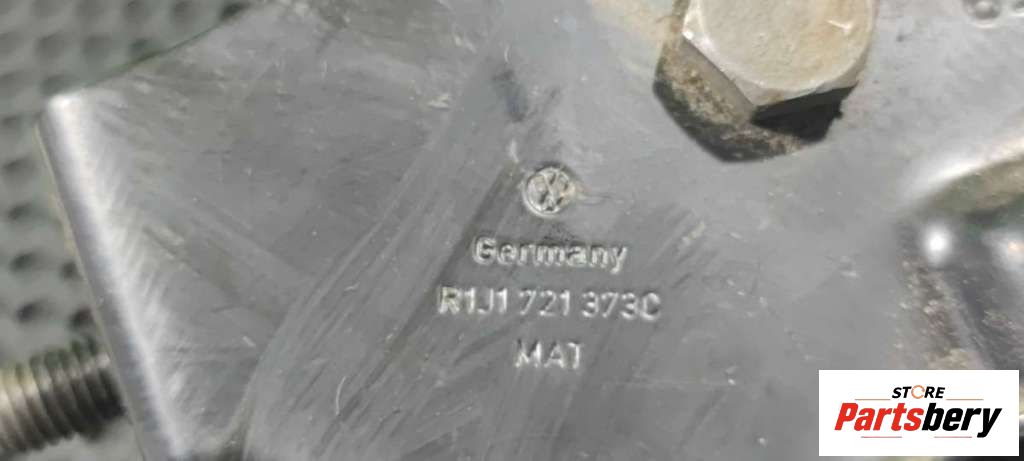 Germany
R1J1 721 373C
MAT
STORE
Partsbery